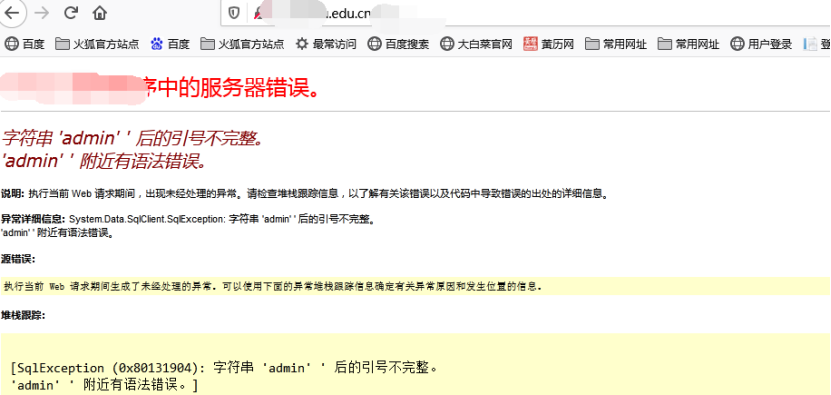 u.edu.cn
百度 火狐官方站点 百度 火狐官方站点 最常访问 百度搜素 大白菜官网 黄历网 常用网址 常用网址 用户登录 登
序中的服务器错误。
字符串 'admin' ' 后的引号不完整。
'admin' ' 附近有语法错误。
说明: 执行当前 Web 请求期间，出现未经处理的异常。请检查堆栈跟踪信息，以了解有关该错误以及代码中导致错误的出处的详细信息。
异常详细信息: System.Data.SqlClient.SqlException: 字符串 'admin' ' 后的引号不完整。
'admin' ' 附近有语法错误。
源错误:
执行当前 Web 请求期间生成了未经处理的异常。可以使用下面的异常堆栈跟踪信息确定有关异常原因和发生位置的信息。
堆栈跟踪:
[SqlException (0x80131904): 字符串 'admin' ' 后的引号不完整。
'admin' ' 附近有语法错误。]